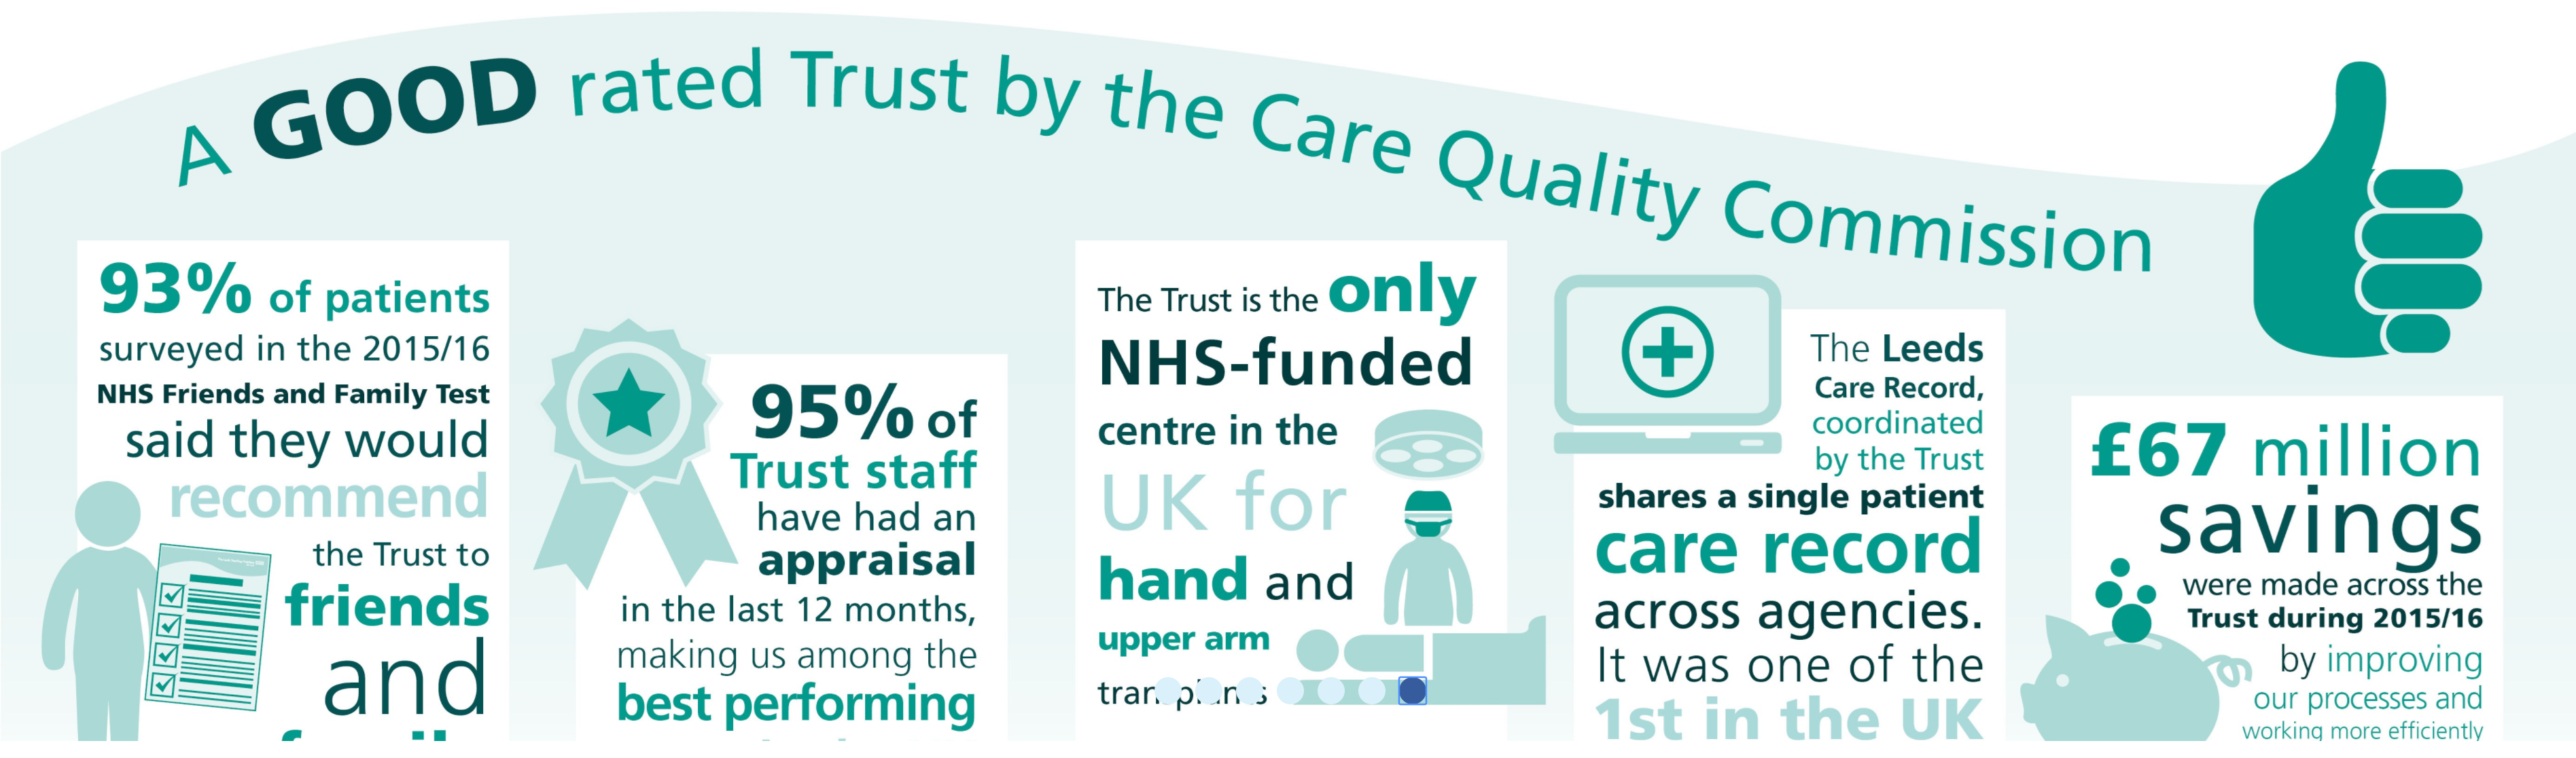 A GOOD rated Trust by the Care Quality Commission
93% of patients
surveyed in the 2015/16
NHS Friends and Family Test
said they would
recommend
the Trust to
friends
and
95% of
Trust staff
have had an
appraisal
in the last 12 months,
making us among the
best performing
The Trust is the only
NHS-funded
centre in the
UK for
hand and
upper arm
transplants
The Leeds
Care Record,
coordinated
by the Trust
shares a single patient
care record
across agencies.
It was one of the
1st in the UK
£67 million
savings
were made across the
Trust during 2015/16
by improving
our processes and
working more efficiently